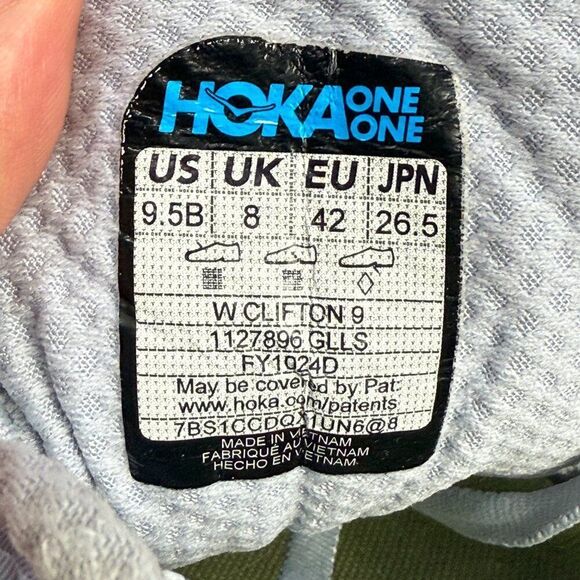 HOKA ONE ONE
US UK EU JPN
9.5B 8 42 26.5
W CLIFTON 9
1127896 GLLS
FY1024D
May be covered by Pat:
www.hoka.com/patents
MADE IN VIETNAM
FABRIQUÉ AU VIETNAM
HECHO EN VIETNAM